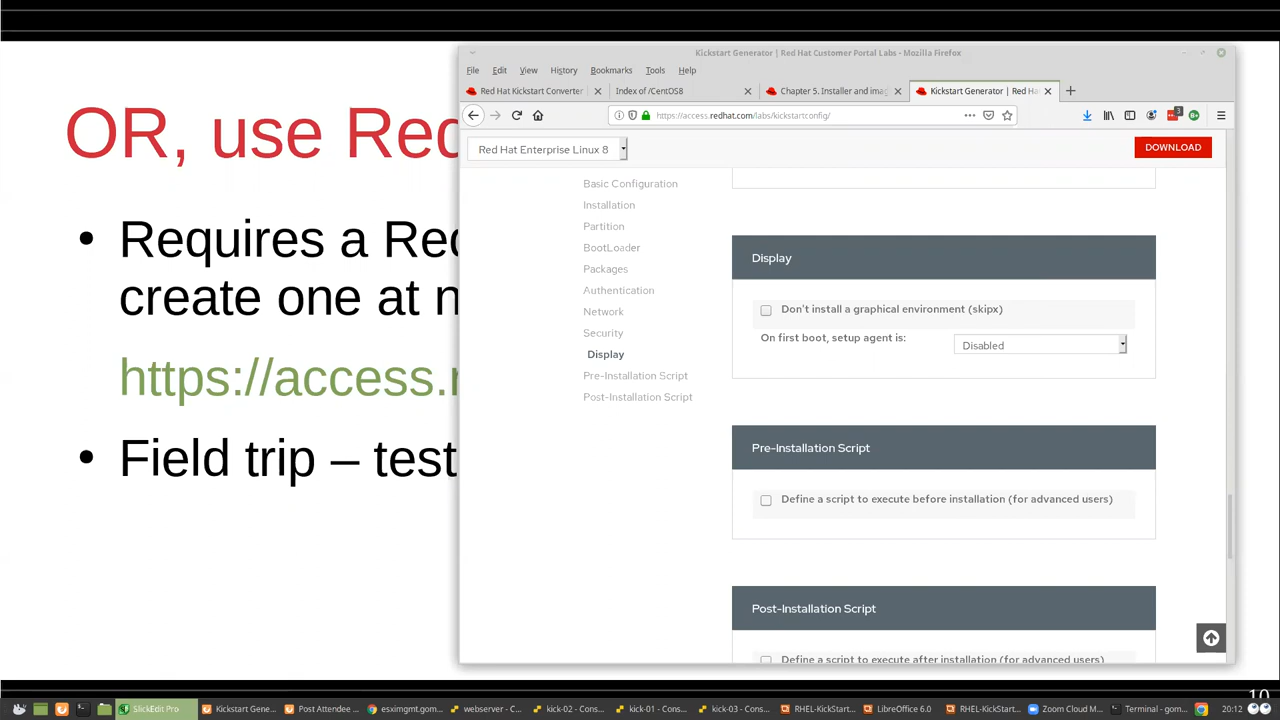 OR, use Red
Requires a Red
create one at n
https://access.r
Field trip – test
Kickstart Generator | Red Hat Customer Portal Labs - Mozilla Firefox
File Edit View History Bookmarks Tools Help
Red Hat Kickstart Converter
Index of /CentOS8
Chapter 5. Installer and imag
Kickstart Generator | Red Ha
https://access.redhat.com/labs/kickstartconfig/
3
Red Hat Enterprise Linux 8
DOWNLOAD
Basic Configuration
Installation
Partition
BootLoader
Packages
Authentication
Network
Security
Display
Pre-Installation Script
Post-Installation Script
Display
Don't install a graphical environment (skipx)
On first boot, setup agent is:
Disabled
Pre-Installation Script
Define a script to execute before installation (for advanced users)
Post-Installation Script
Define a script to execute after installation (for advanced users)
10
SlickEdit Pro
Kickstart Gene...
Post Attendee ...
esximgmt.gom...
webserver - C...
kick-02 - Cons...
kick-01 - Cons...
kick-03 - Cons...
RHEL-KickStar...
LibreOffice 6.0
RHEL-KickStar...
Zoom Cloud M...
Terminal - gom...
20:12